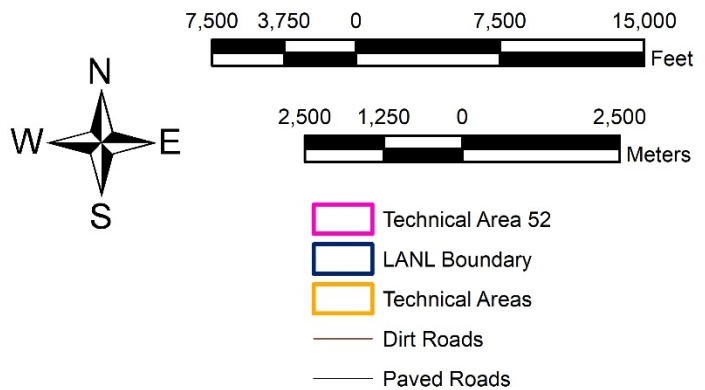 7,500 3,750 0 7,500 15,000
Feet
N
W E
S
2,500 1,250 0 2,500
Meters
Technical Area 52
LANL Boundary
Technical Areas
Dirt Roads
Paved Roads